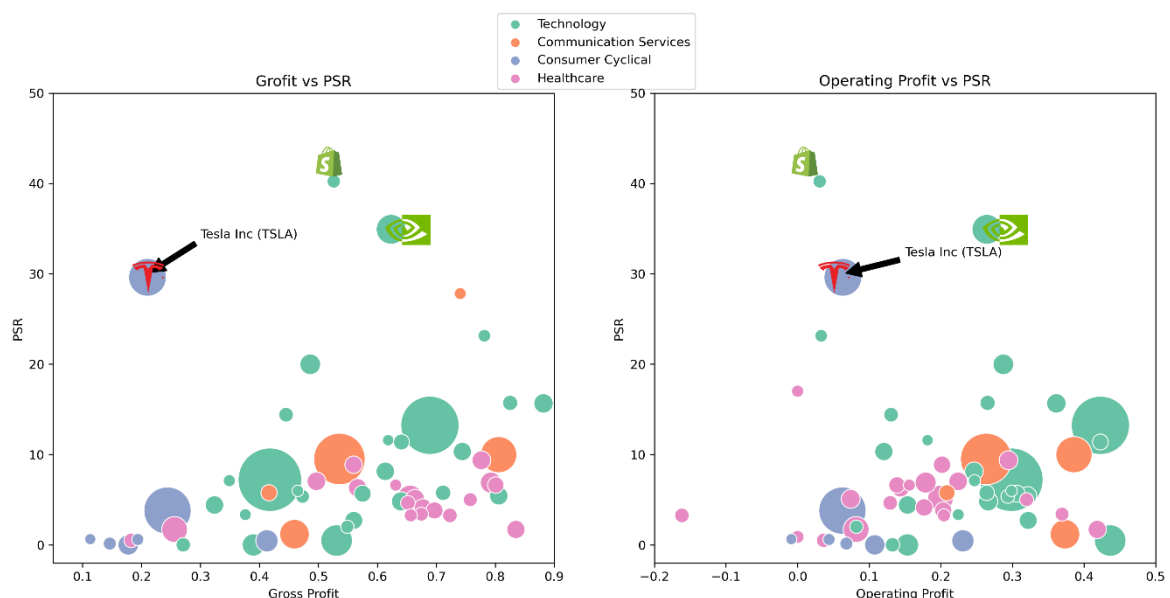 Technology
Communication Services
Consumer Cyclical
Healthcare
Grofit vs PSR
50
40
30
20
10
0
PSR
Tesla Inc (TSLA)
S
0.1 0.2 0.3 0.4 0.5 0.6 0.7 0.8 0.9
Gross Profit
Operating Profit vs PSR
50
40
30
20
10
0
PSR
Tesla Inc (TSLA)
S
−0.2 −0.1 0.0 0.1 0.2 0.3 0.4 0.5
Operating Profit